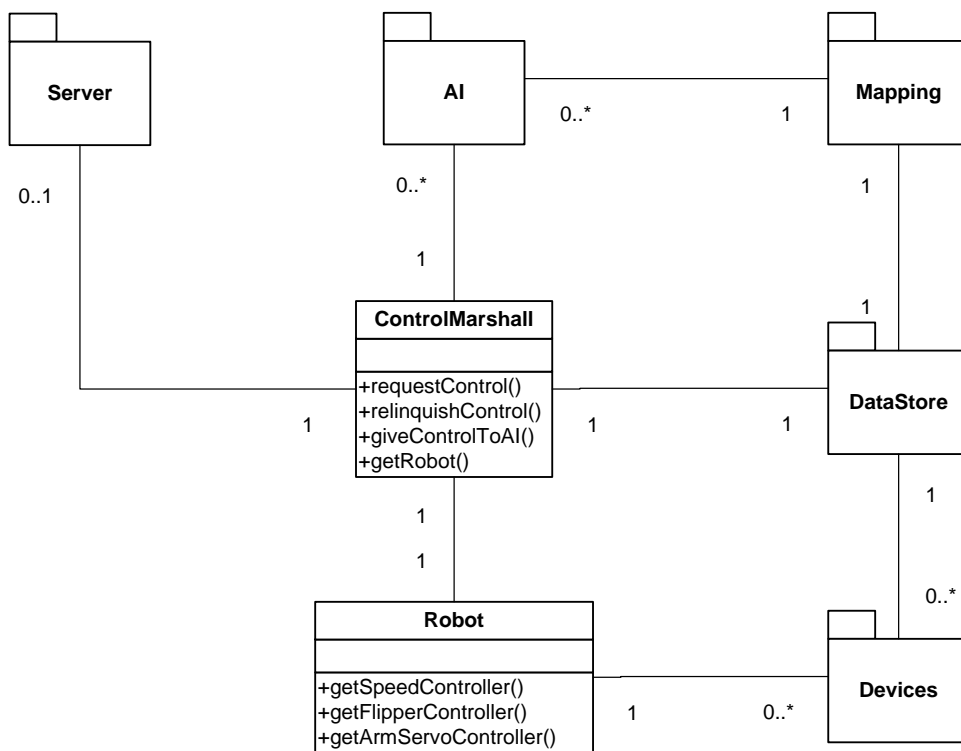 Server
AI
Mapping
0..*
1
0..1
0..*
1
1
1
ControlMarshall
+requestControl()
+relinquishControl()
+giveControlToAI()
+getRobot()
DataStore
1
1
1
1
1
1
0..*
Robot
+getSpeedController()
+getFlipperController()
+getArmServoController()
Devices
1
0..*